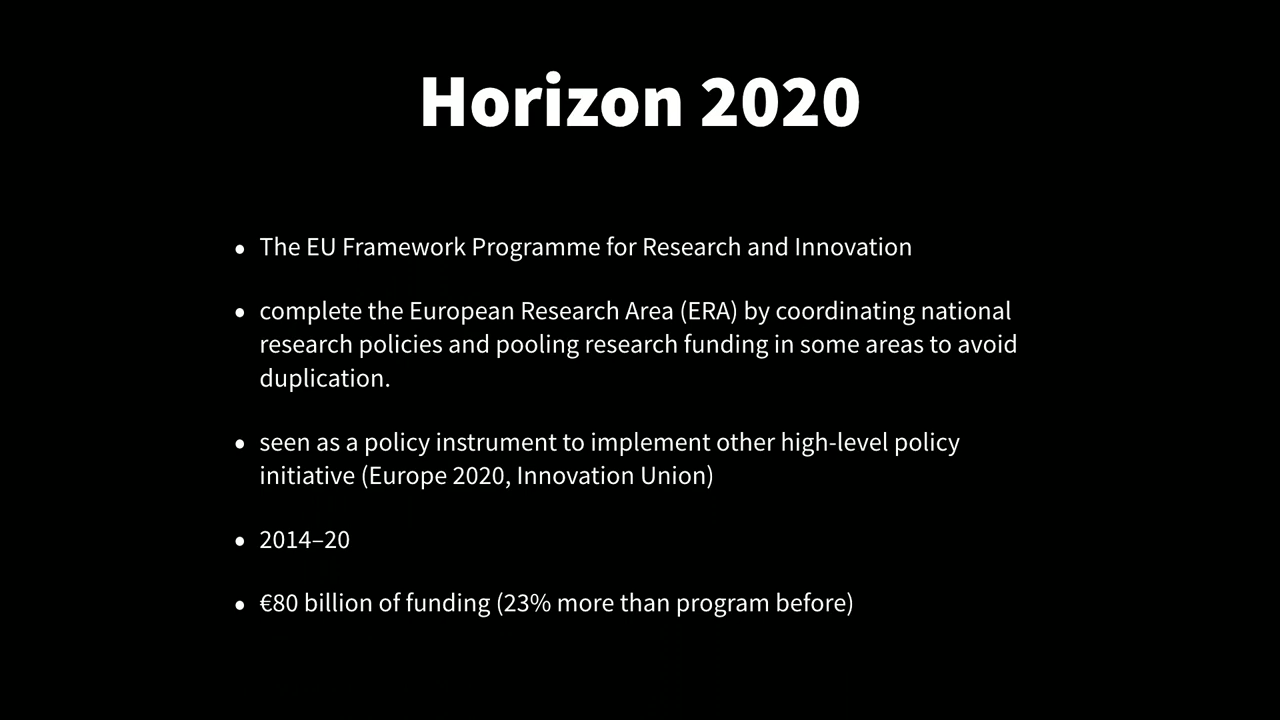 Horizon 2020
• The EU Framework Programme for Research and Innovation
• complete the European Research Area (ERA) by coordinating national
research policies and pooling research funding in some areas to avoid
duplication.
• seen as a policy instrument to implement other high-level policy
initiative (Europe 2020, Innovation Union)
• 2014–20
• €80 billion of funding (23% more than program before)